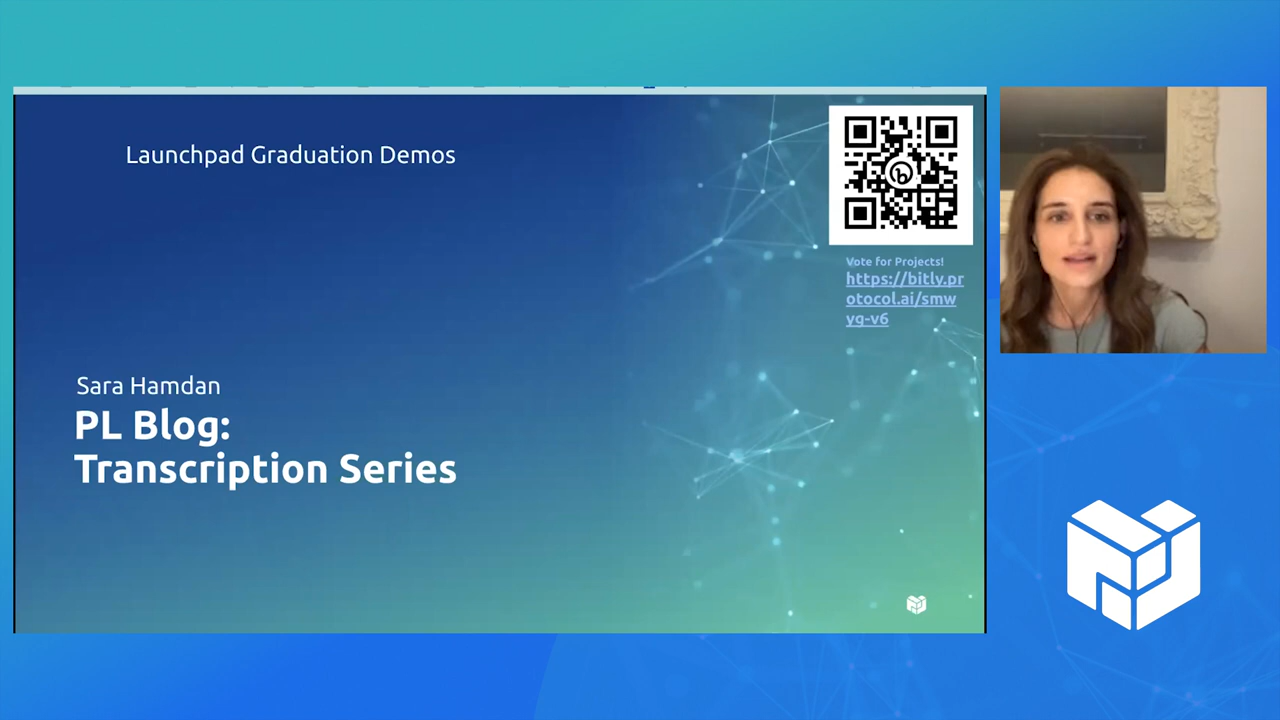 Launchpad Graduation Demos
Vote for Projects!
https://bitly.pr
otocol.ai/smw
yg-v6
Sara Hamdan
PL Blog:
Transcription Series